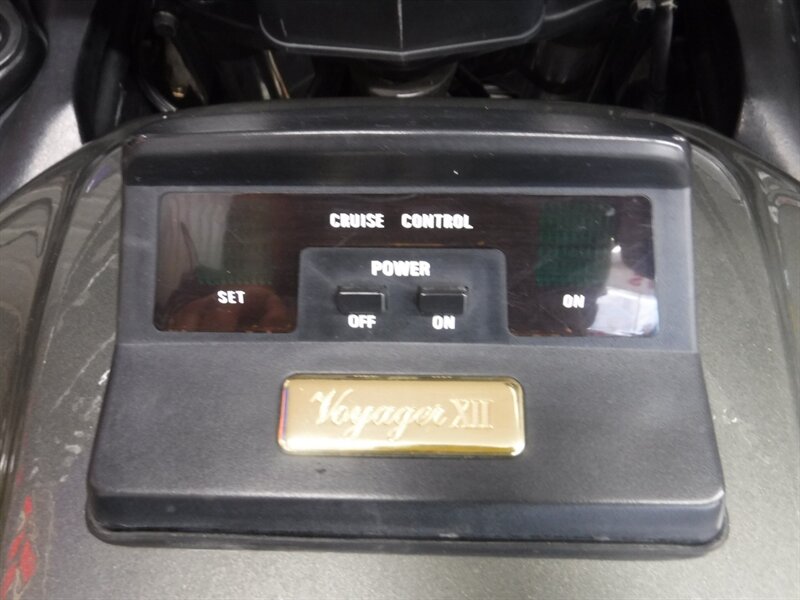 CRUISE CONTROL
POWER
SET
OFF
ON
ON
Voyager XII